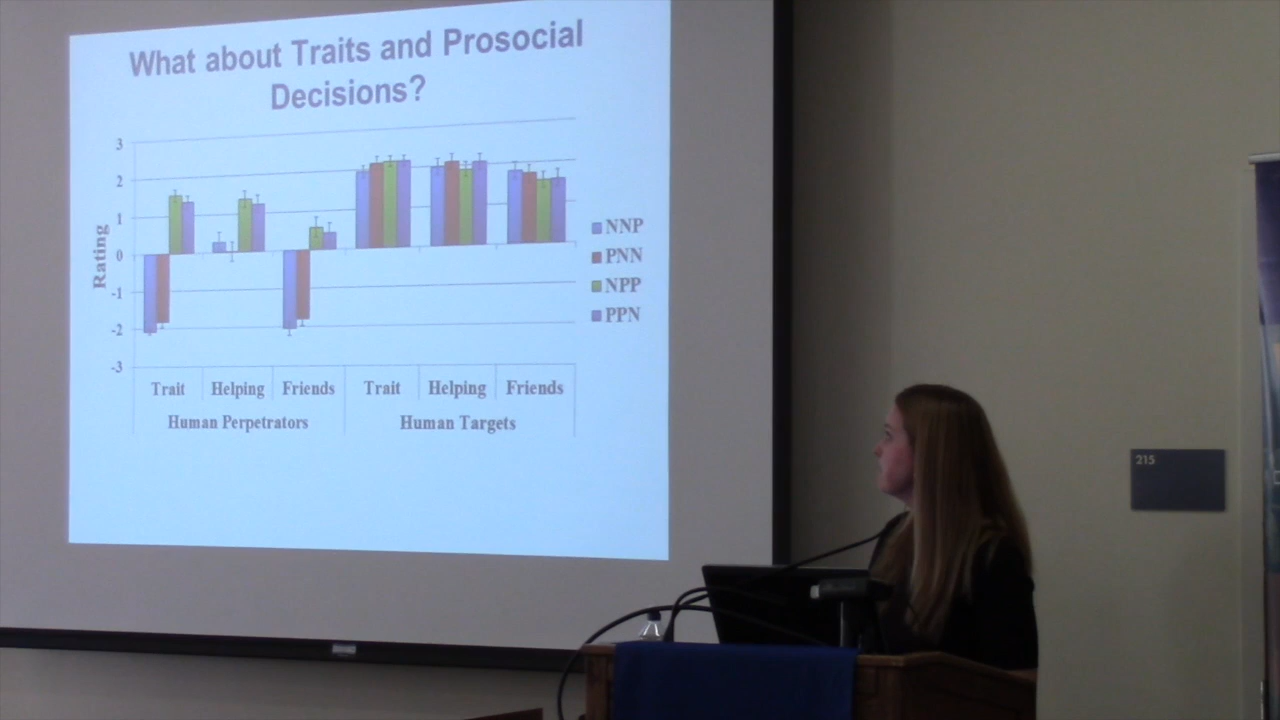 What about Traits and Prosocial
Decisions?
3
2
1
0
-1
-2
-3
Rating
NNP
PNN
NPP
PPN
Trait
Helping
Friends
Trait
Helping
Friends
Human Perpetrators
Human Targets
215